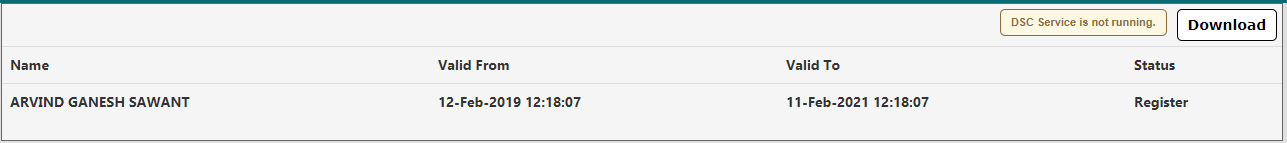 DSC Service is not running. Download
Name Valid From Valid To Status
ARVIND GANESH SAWANT 12-Feb-2019 12:18:07 11-Feb-2021 12:18:07 Register